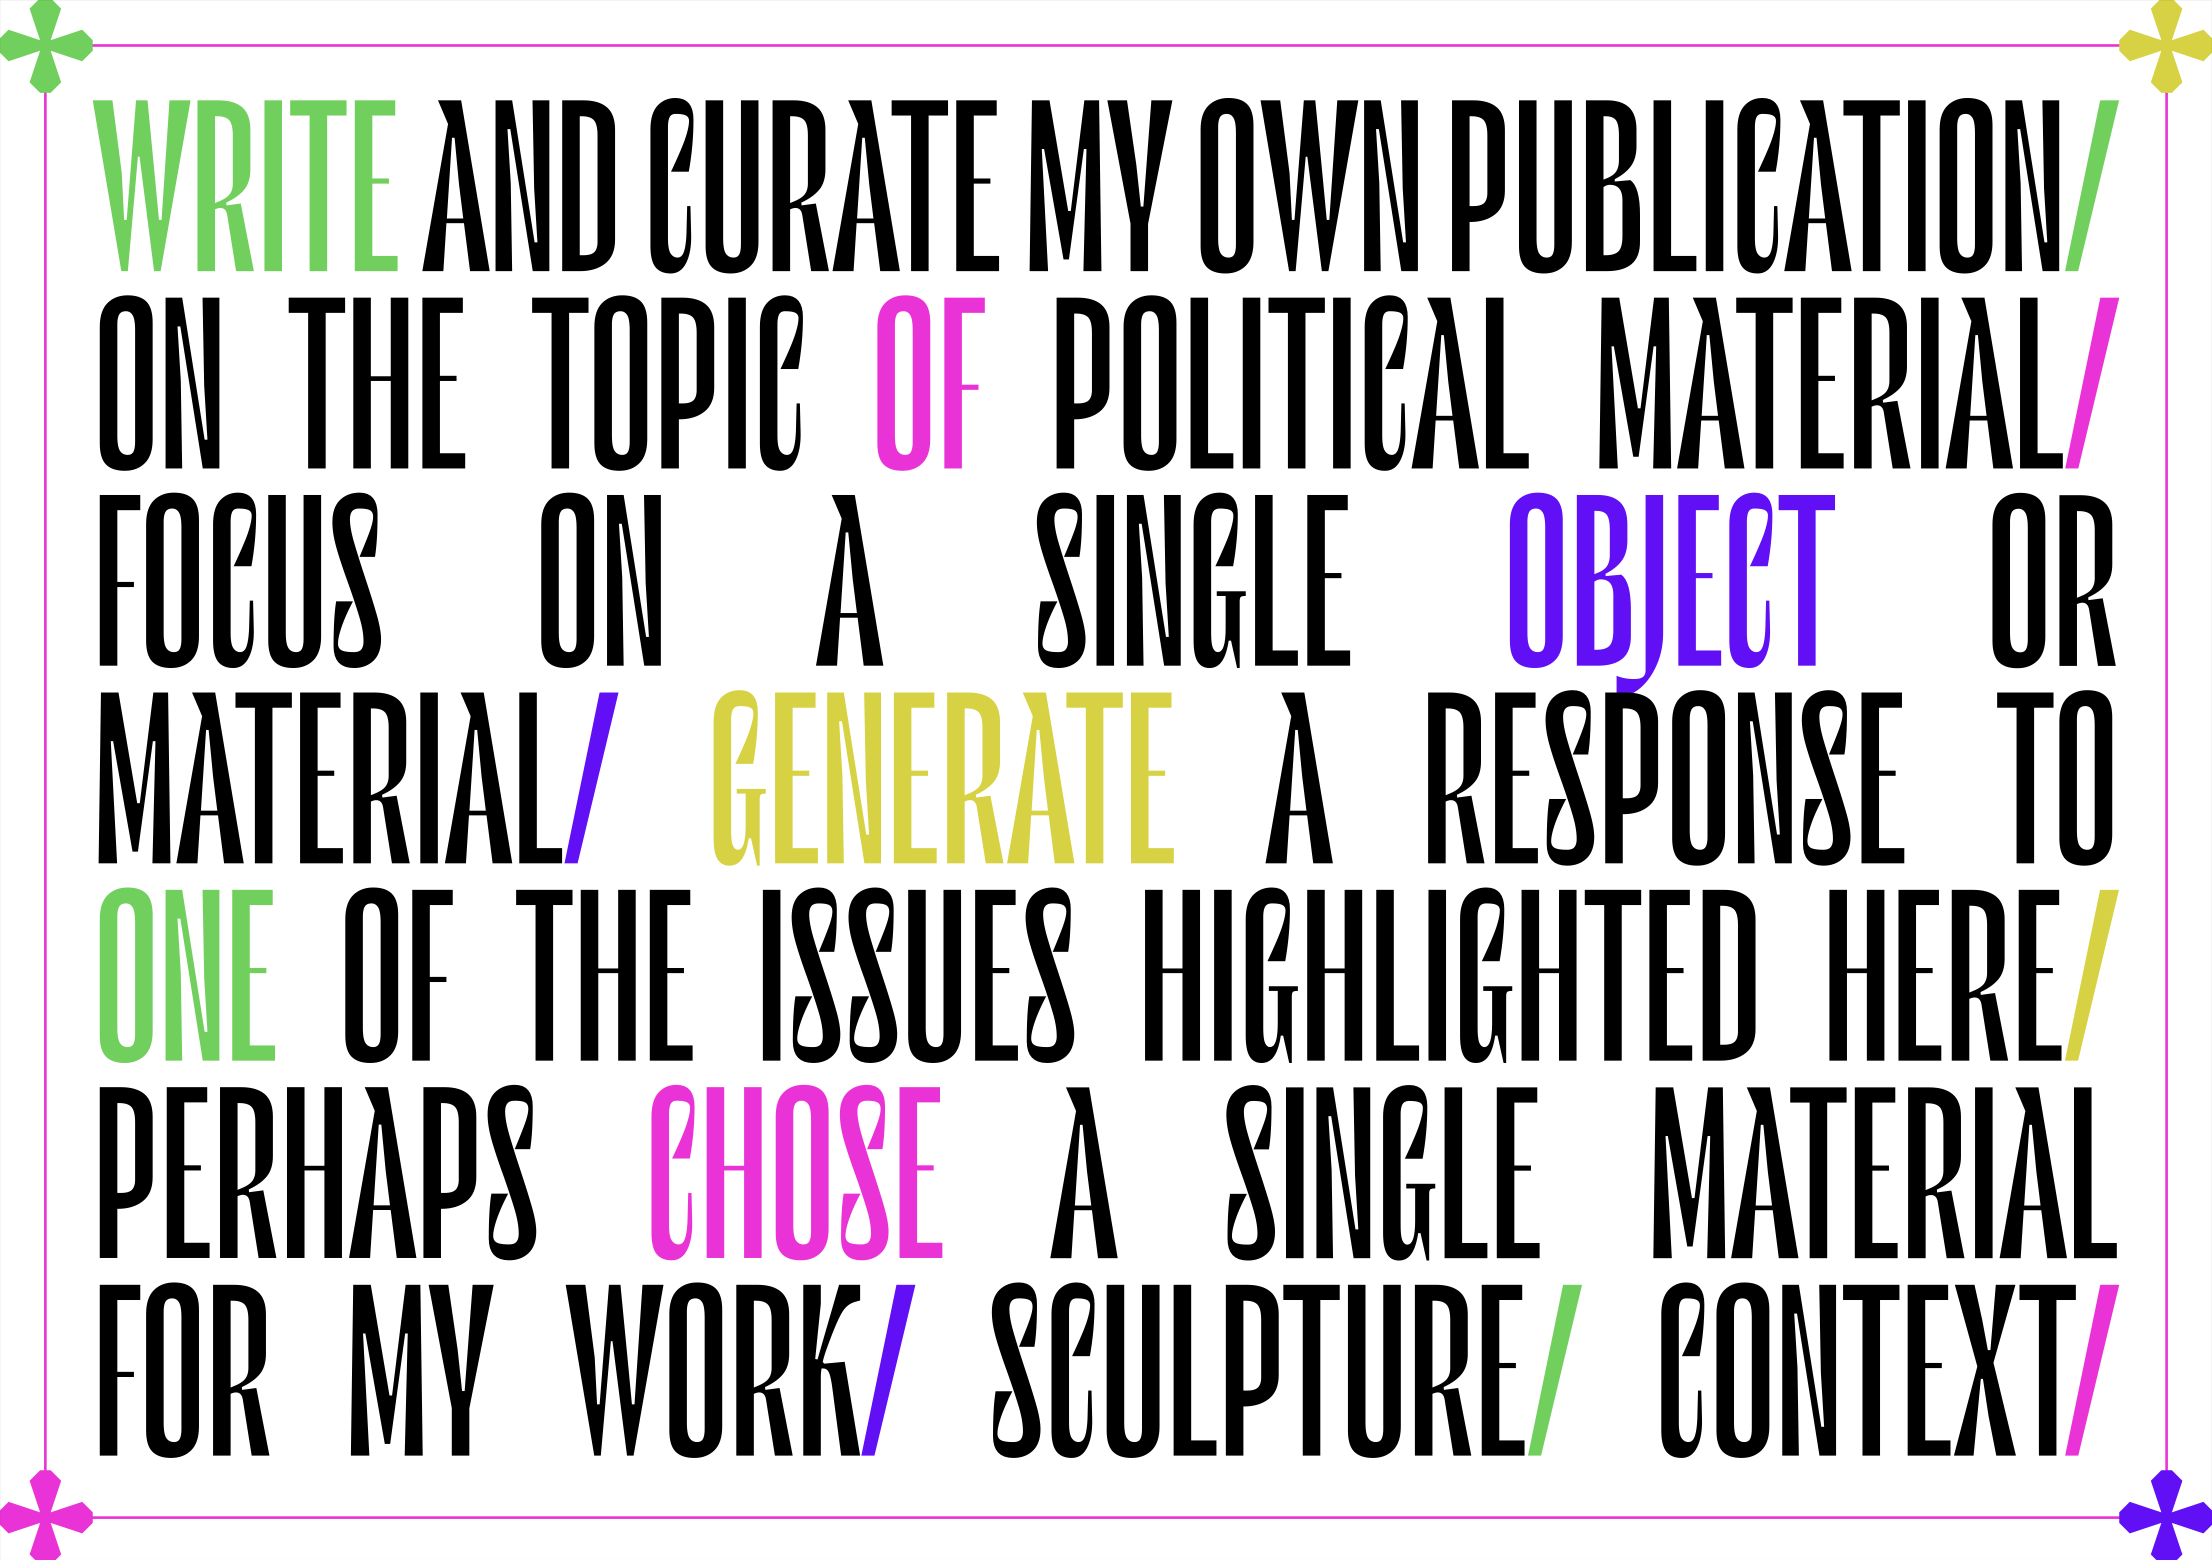 WRITE AND CURATE MY OWN PUBLICATION/
ON THE TOPIC OF POLITICAL MATERIAL/
FOCUS ON A SINGLE OBJECT OR
MATERIAL/ GENERATE A RESPONSE TO
ONE OF THE ISSUES HIGHLIGHTED HERE/
PERHAPS CHOSE A SINGLE MATERIAL
FOR MY WORK/ SCULPTURE/ CONTEXT/